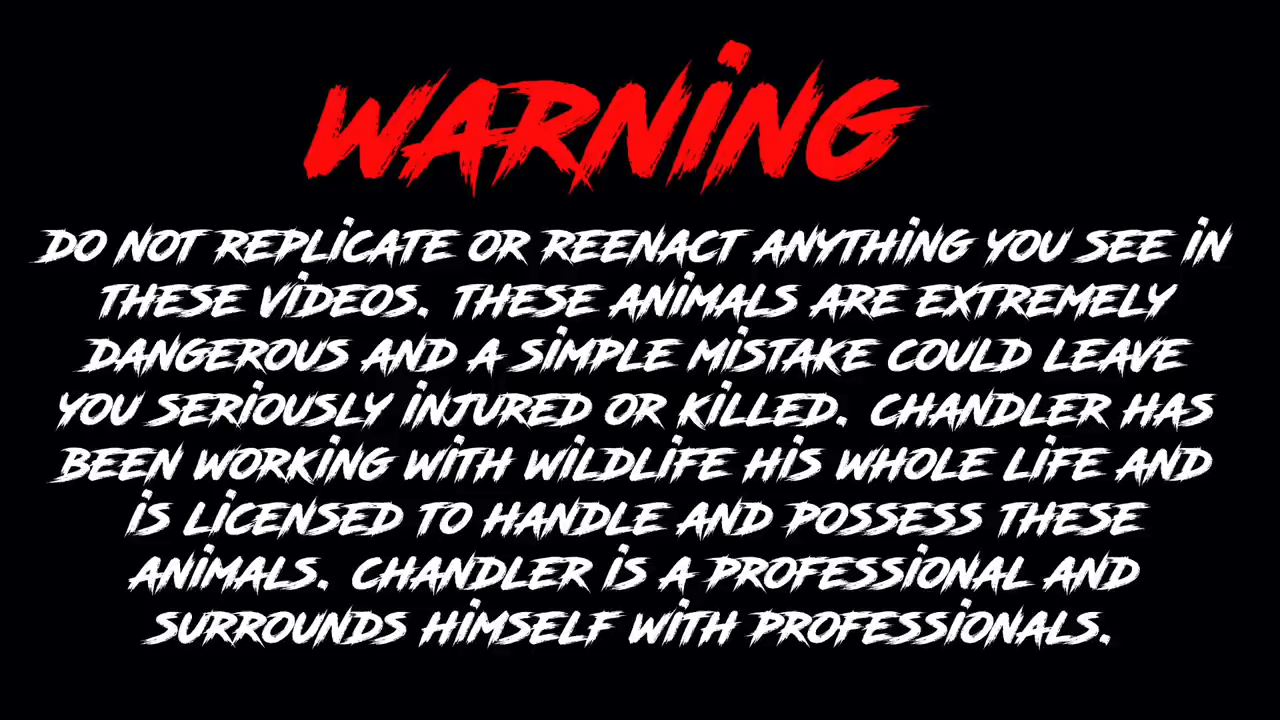 WARNING
DO NOT REPLICATE OR REENACT ANYTHING YOU SEE IN
THESE VIDEOS. THESE ANIMALS ARE EXTREMELY
DANGEROUS AND A SIMPLE MISTAKE COULD LEAVE
YOU SERIOUSLY INJURED OR KILLED. CHANDLER HAS
BEEN WORKING WITH WILDLIFE HIS WHOLE LIFE AND
IS LICENSED TO HANDLE AND POSSESS THESE
ANIMALS. CHANDLER IS A PROFESSIONAL AND
SURROUNDS HIMSELF WITH PROFESSIONALS.